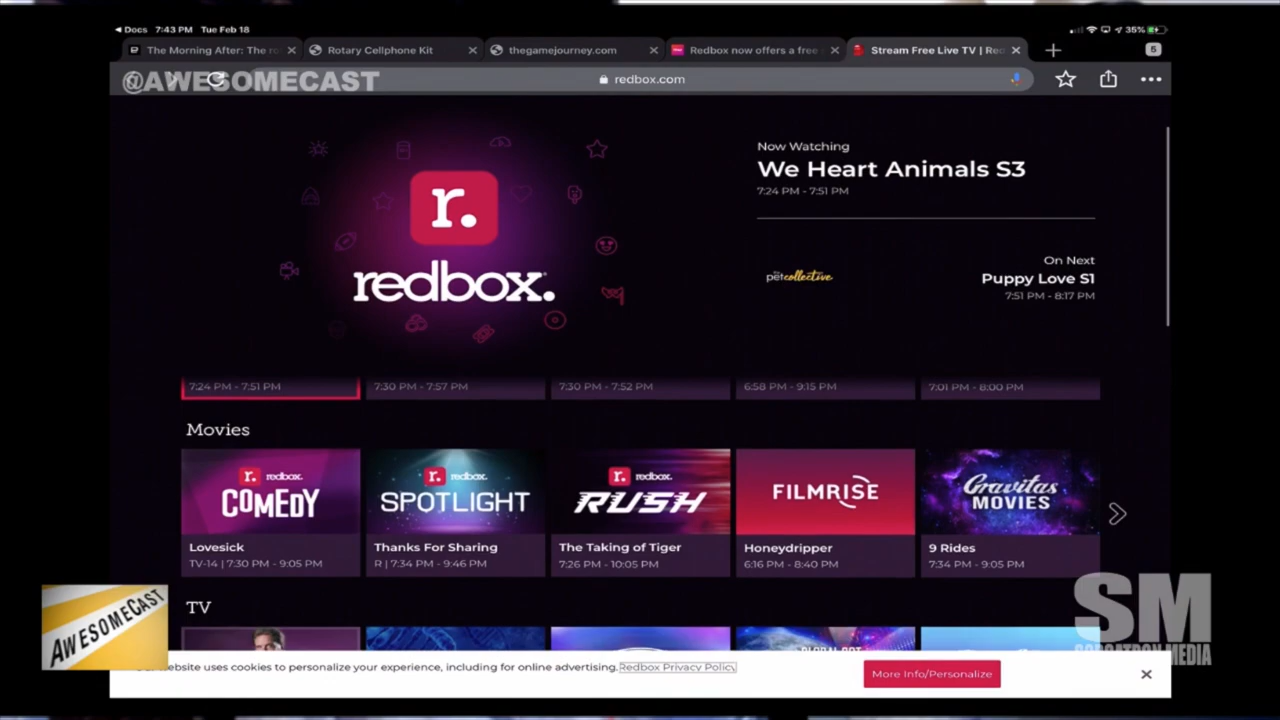 Docs 7:43 PM Tue Feb 18
35%
The Morning After: The ro
Rotary Cellphone Kit
thegamejourney.com
Redbox now offers a free
Stream Free Live TV | Red
5
@AWESOMECAST
redbox.com
Now Watching
We Heart Animals S3
7:24 PM - 7:51 PM
r.
redbox.
the petcollective
On Next
Puppy Love S1
7:51 PM - 8:17 PM
7:24 PM - 7:51 PM
7:30 PM - 7:57 PM
7:30 PM - 7:52 PM
6:58 PM - 9:15 PM
7:01 PM - 8:00 PM
Movies
r. redbox.
COMEDY
r. redbox.
SPOTLIGHT
r. redbox.
RUSH
FILMRISE
Gravitas
MOVIES
Lovesick
TV-14 | 7:30 PM - 9:05 PM
Thanks For Sharing
R | 7:34 PM - 9:46 PM
The Taking of Tiger
7:26 PM - 10:05 PM
Honeydripper
6:16 PM - 8:40 PM
9 Rides
7:34 PM - 9:05 PM
TV
AWESOMECAST
SM
SORGATRON MEDIA
website uses cookies to personalize your experience, including for online advertising. Redbox Privacy Policy
More Info/Personalize